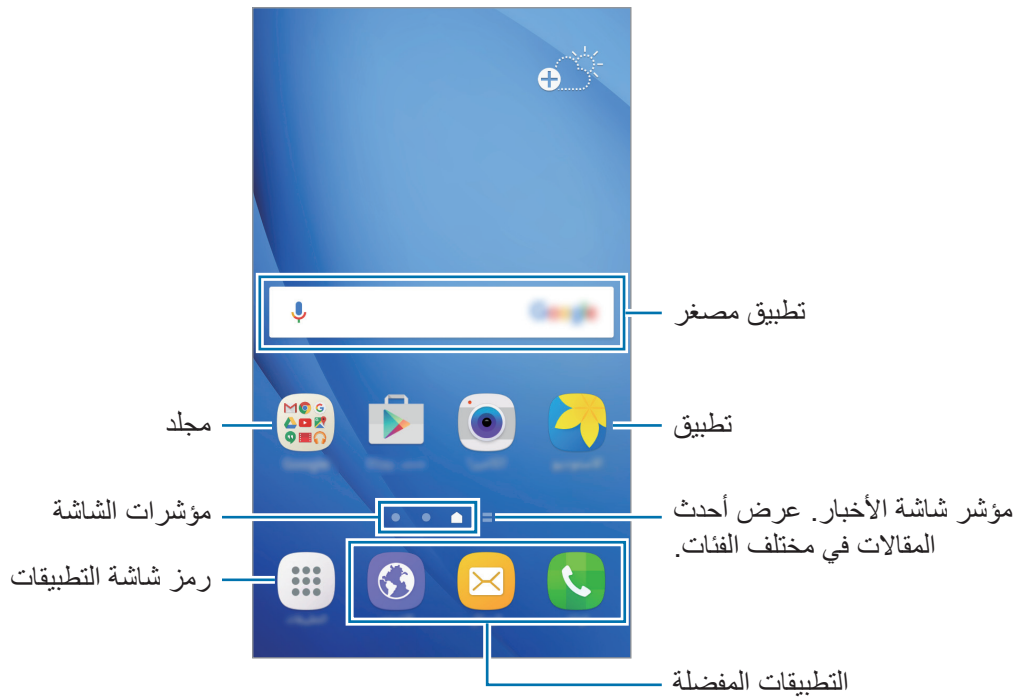 تطبيق مصغر
مجلد
تطبيق
مؤشرات الشاشة
مؤشر شاشة الأخبار. عرض أحدث
المقالات في مختلف الفئات.
رمز شاشة التطبيقات
التطبيقات المفضلة